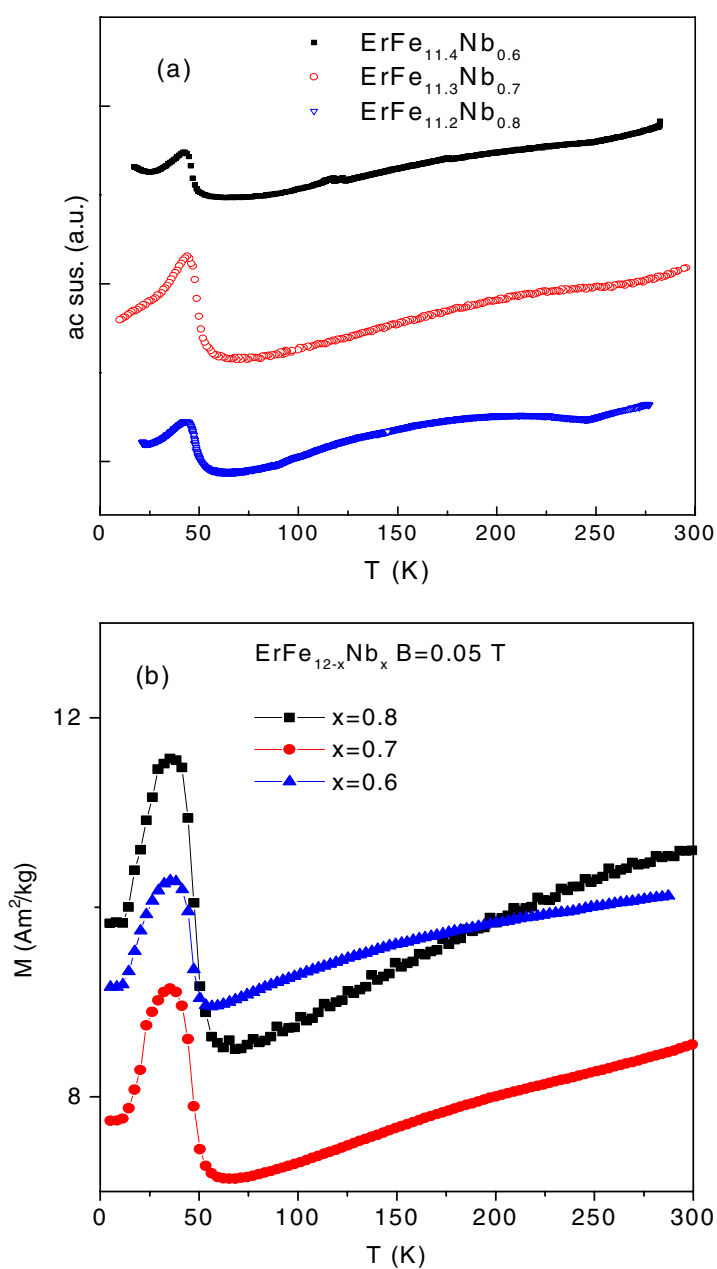 (a)
ErFe₁₁.₄Nb₀.₆
ErFe₁₁.₃Nb₀.₇
ErFe₁₁.₂Nb₀.₈
ac sus. (a.u.)
0 50 100 150 200 250 300
T (K)
(b)
ErFe₁₂₋ₓNbₓ B=0.05 T
x=0.8
x=0.7
x=0.6
12
8
M (Am²/kg)
0 50 100 150 200 250 300
T (K)